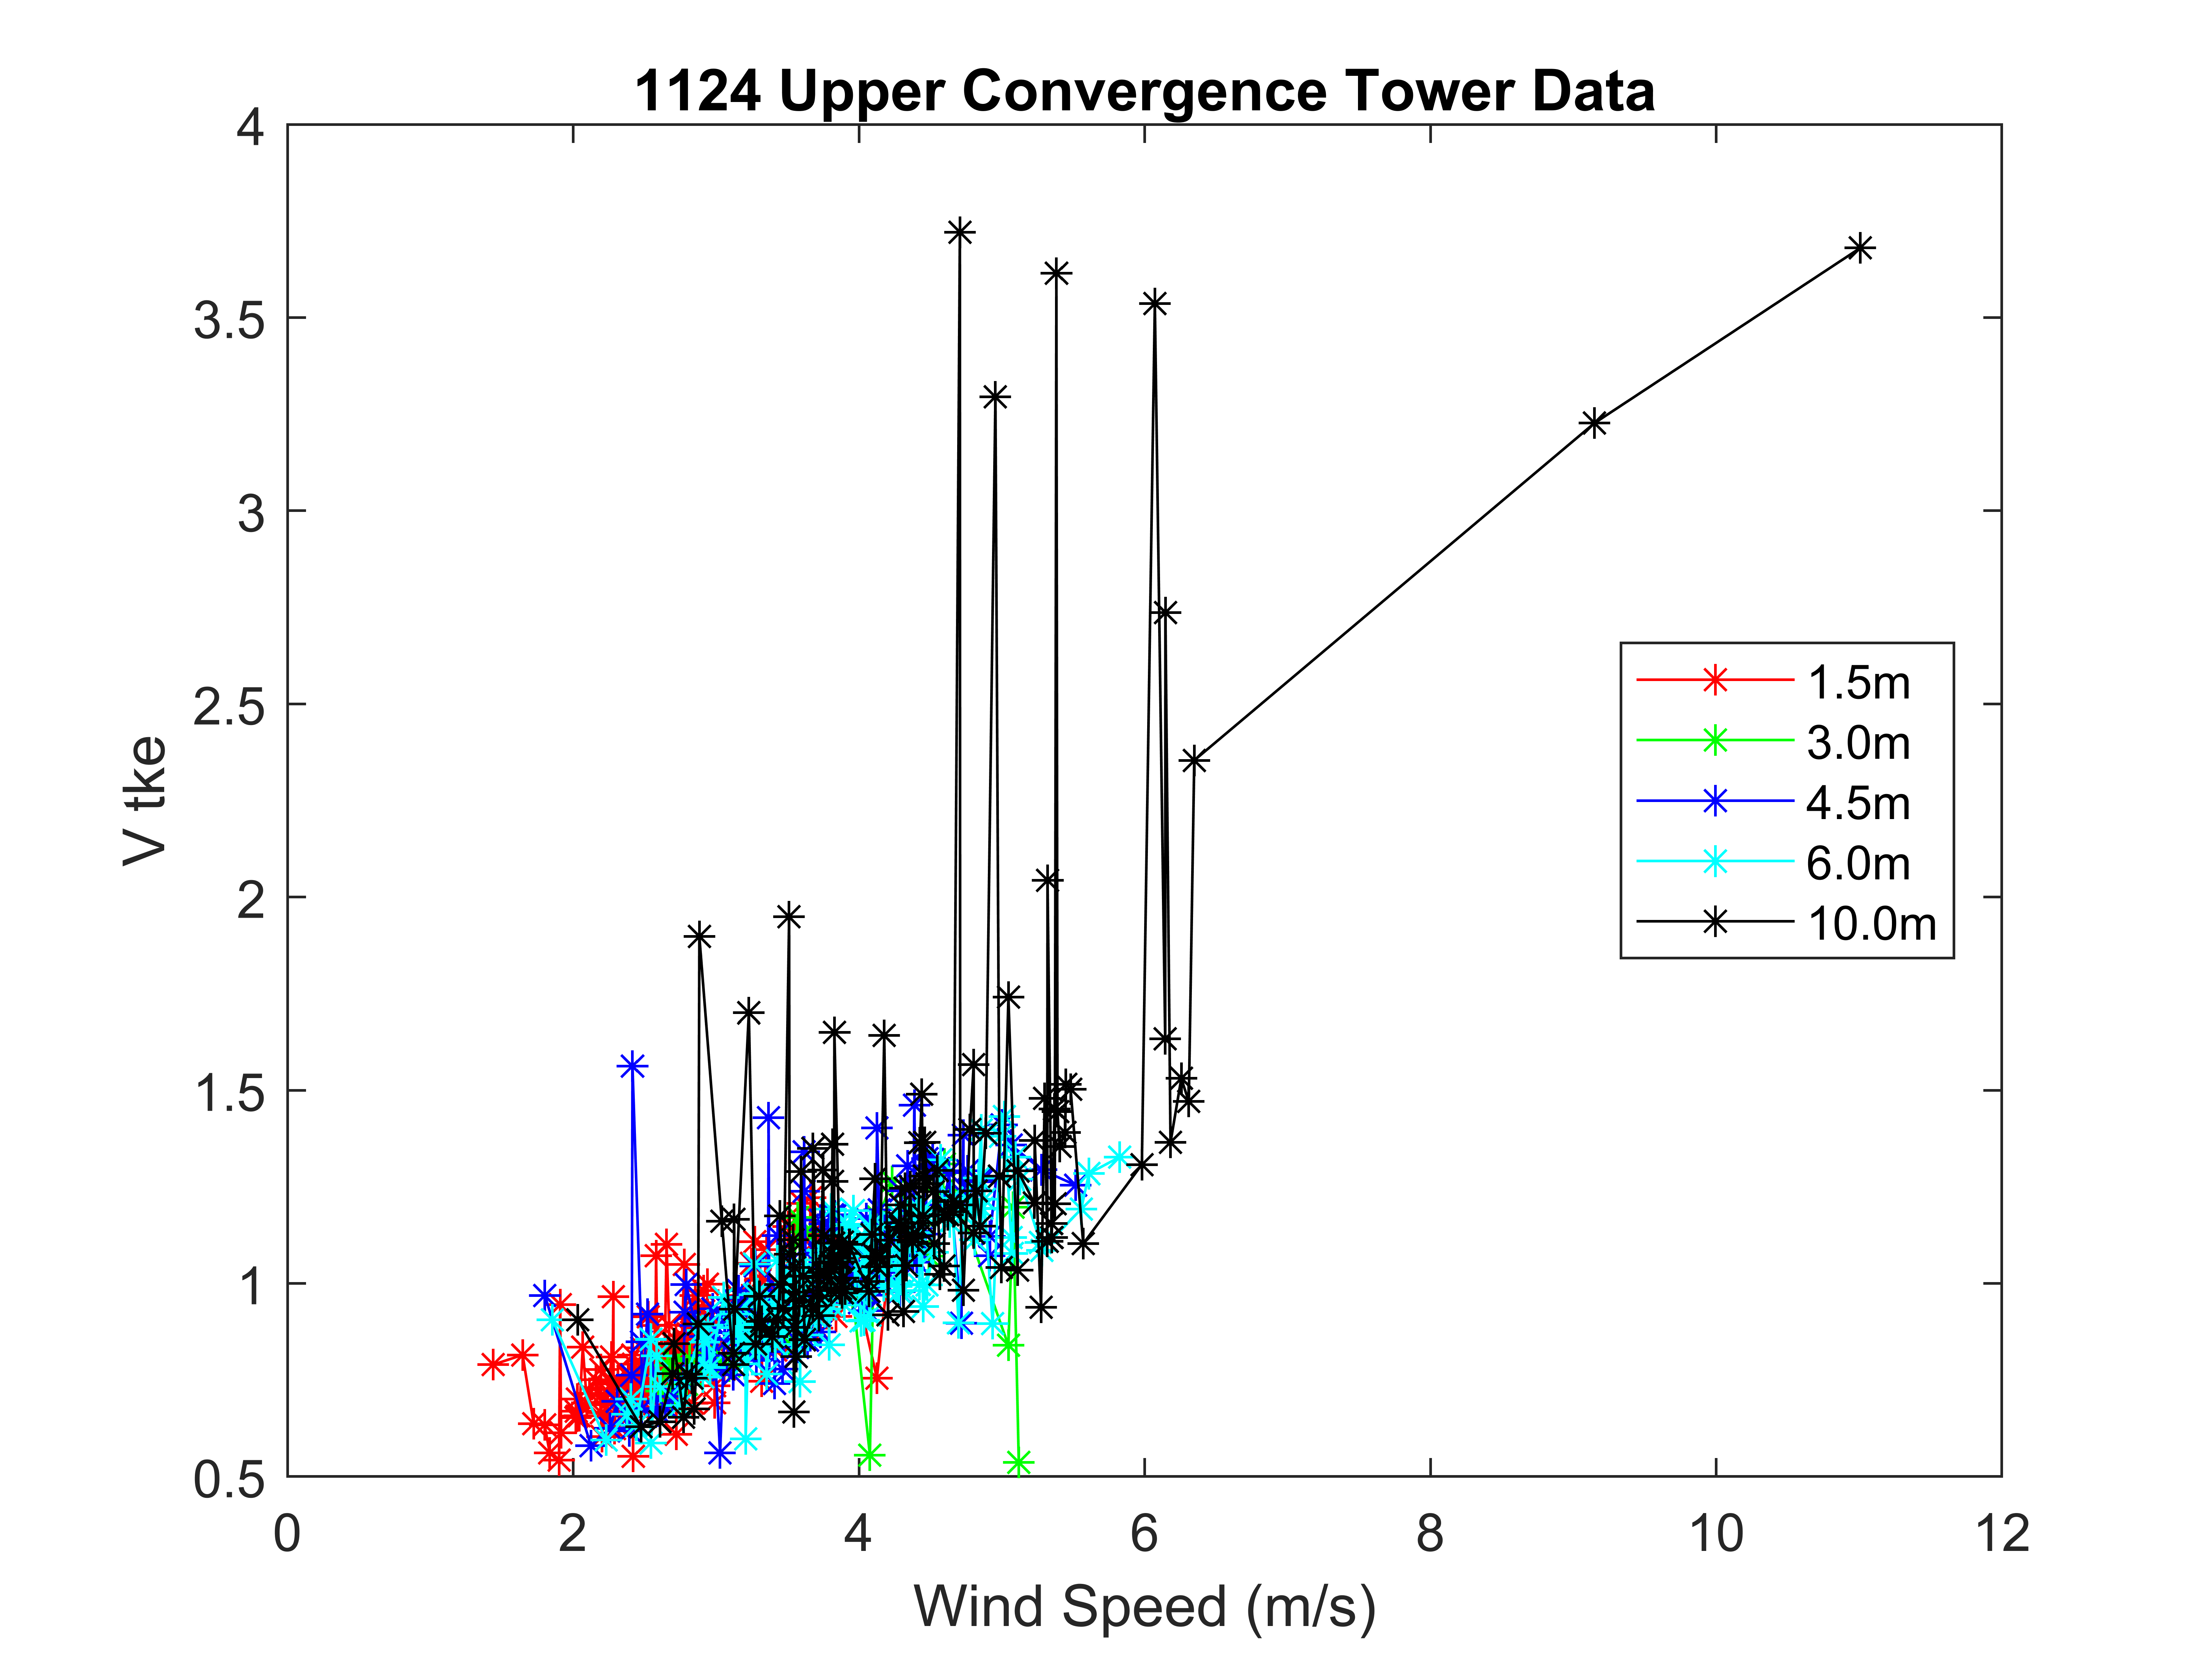 1124 Upper Convergence Tower Data
4
3.5
3
2.5
2
1.5
1
0.5
V tke
0 2 4 6 8 10 12
Wind Speed (m/s)
1.5m
3.0m
4.5m
6.0m
10.0m